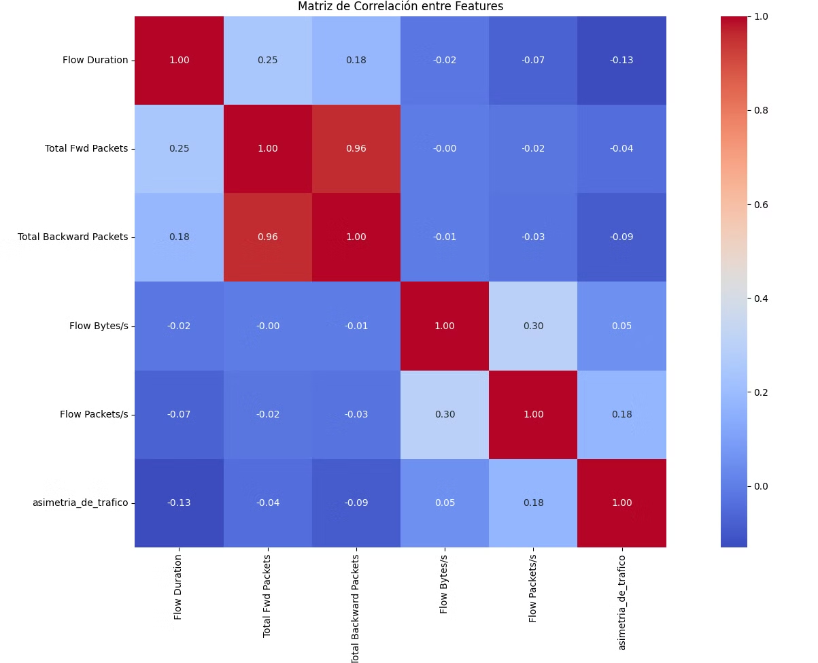 Matriz de Correlación entre Features
Flow Duration 1.00 0.25 0.18 -0.02 -0.07 -0.13
Total Fwd Packets 0.25 1.00 0.96 -0.00 -0.02 -0.04
Total Backward Packets 0.18 0.96 1.00 -0.01 -0.03 -0.09
Flow Bytes/s -0.02 -0.00 -0.01 1.00 0.30 0.05
Flow Packets/s -0.07 -0.02 -0.03 0.30 1.00 0.18
asimetria_de_trafico -0.13 -0.04 -0.09 0.05 0.18 1.00
Flow Duration
Total Fwd Packets
Total Backward Packets
Flow Bytes/s
Flow Packets/s
asimetria_de_trafico
1.0
0.8
0.6
0.4
0.2
0.0